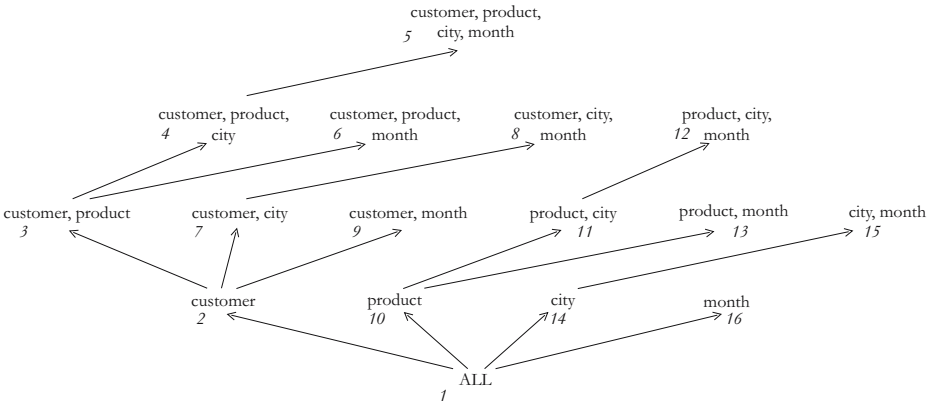 customer, product,
5 city, month
customer, product,
4 city
customer, product,
6 month
customer, city,
8 month
product, city,
12 month
customer, product
3
customer, city
7
customer, month
9
product, city
11
product, month
13
city, month
15
customer
2
product
10
city
14
month
16
ALL
1